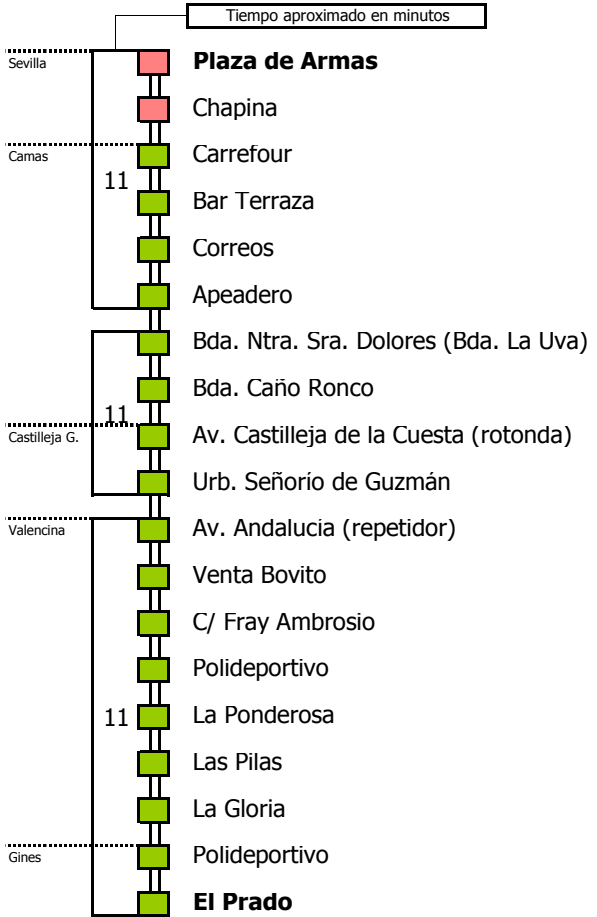 Tiempo aproximado en minutos
Sevilla
Plaza de Armas
Chapina
Camas
Carrefour
11
Bar Terraza
Correos
Apeadero
Bda. Ntra. Sra. Dolores (Bda. La Uva)
Bda. Caño Ronco
11
Castilleja G.
Av. Castilleja de la Cuesta (rotonda)
Urb. Señorío de Guzmán
Valencina
Av. Andalucia (repetidor)
Venta Bovito
C/ Fray Ambrosio
Polideportivo
11
La Ponderosa
Las Pilas
La Gloria
Gines
Polideportivo
El Prado